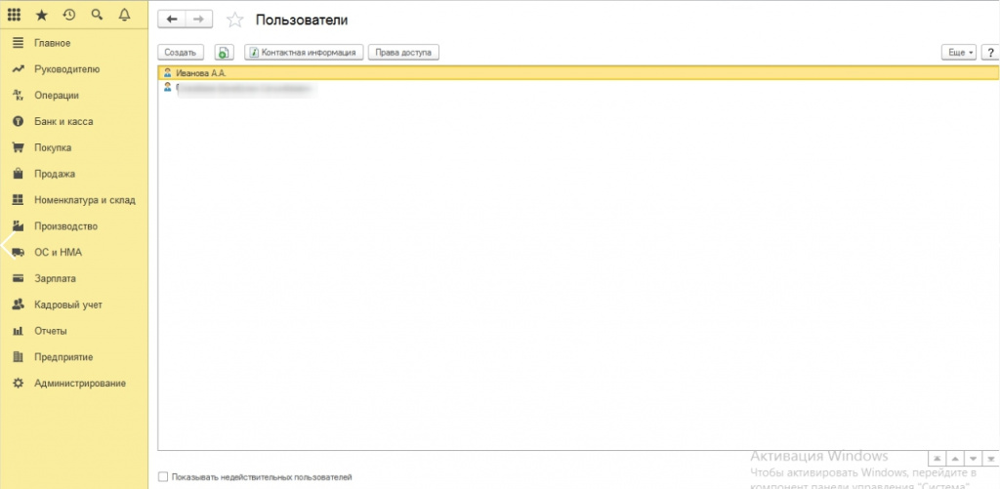 Пользователи
Создать
Контактная информация
Права доступа
Еще
?
Главное
Руководителю
Дт Кт Операции
Банк и касса
Покупка
Продажа
Номенклатура и склад
Производство
ОС и НМА
Зарплата
Кадровый учет
Отчеты
Предприятие
Администрирование
Иванова А.А.
Показывать недействительных пользователей
Активация Windows
Чтобы активировать Windows, перейдите в
компонент панели управления "Система".